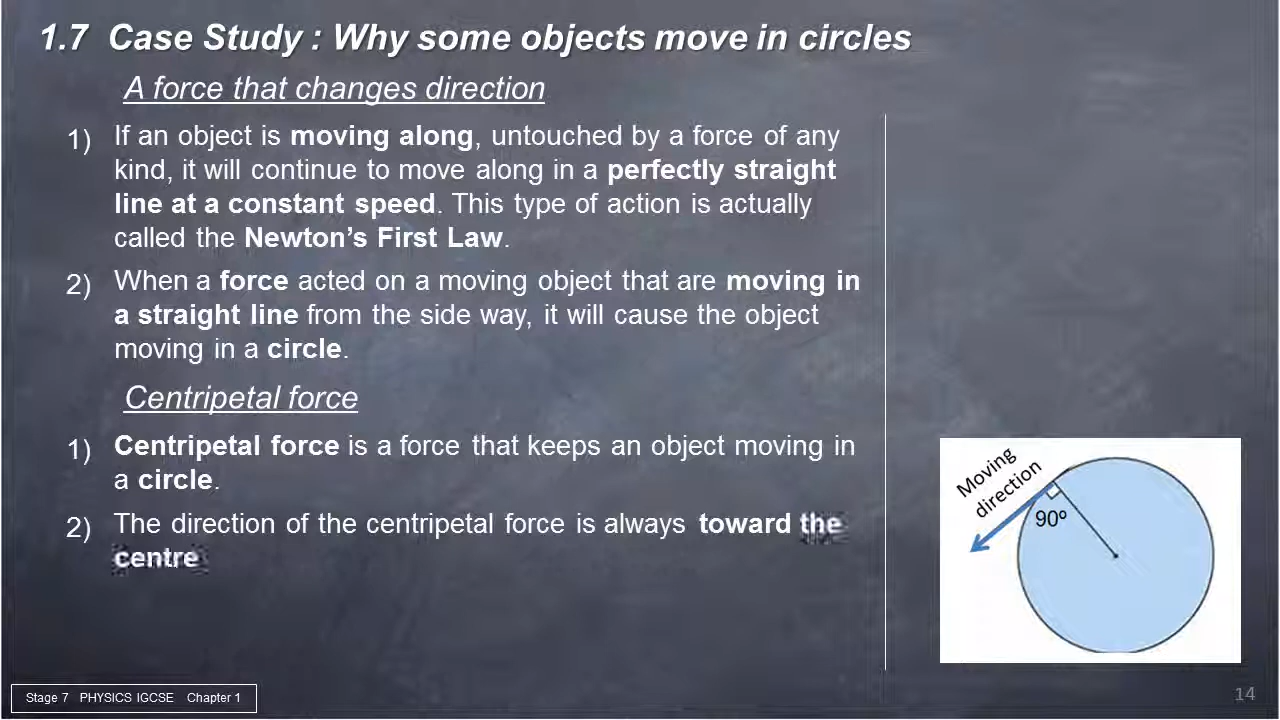 1.7 Case Study : Why some objects move in circles
A force that changes direction
1) If an object is moving along, untouched by a force of any
kind, it will continue to move along in a perfectly straight
line at a constant speed. This type of action is actually
called the Newton’s First Law.
2) When a force acted on a moving object that are moving in
a straight line from the side way, it will cause the object
moving in a circle.
Centripetal force
1) Centripetal force is a force that keeps an object moving in
a circle.
2) The direction of the centripetal force is always toward the
centre
Moving
direction
90º
Stage 7 PHYSICS IGCSE Chapter 1
14